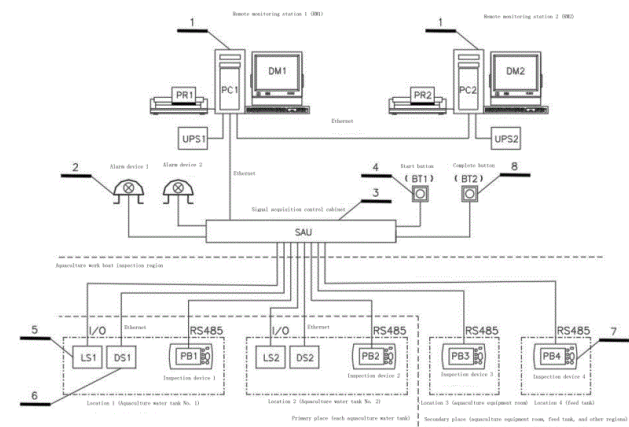 Remote monitoring station 1 (RM1)
Remote monitoring station 2 (RM2)
1
1
DM1
DM2
PR1
PC1
PR2
PC2
UPS1
Ethernet
UPS2
2
Alarm device 1
Alarm device 2
Ethernet
4
Start button
(BT1)
Complete button
(BT2)
8
3
Signal acquisition control cabinet
SAU
Aquaculture work boat inspection region
5
I/O
Ethernet
RS485
I/O
RS485
RS485
RS485
7
LS1
DS1
PB1
LS2
DS2
PB2
PB3
PB4
6
Inspection device 1
Inspection device 2
Inspection device 3
Inspection device 4
Location 1 (Aquaculture water tank No. 1)
Location 2 (Aquaculture water tank No. 2)
Location 3 (aquaculture equipment room)
Location 4 (feed tank)
Primary place (each aquaculture water tank)
Secondary place (aquaculture equipment room, feed tank, and other regions)